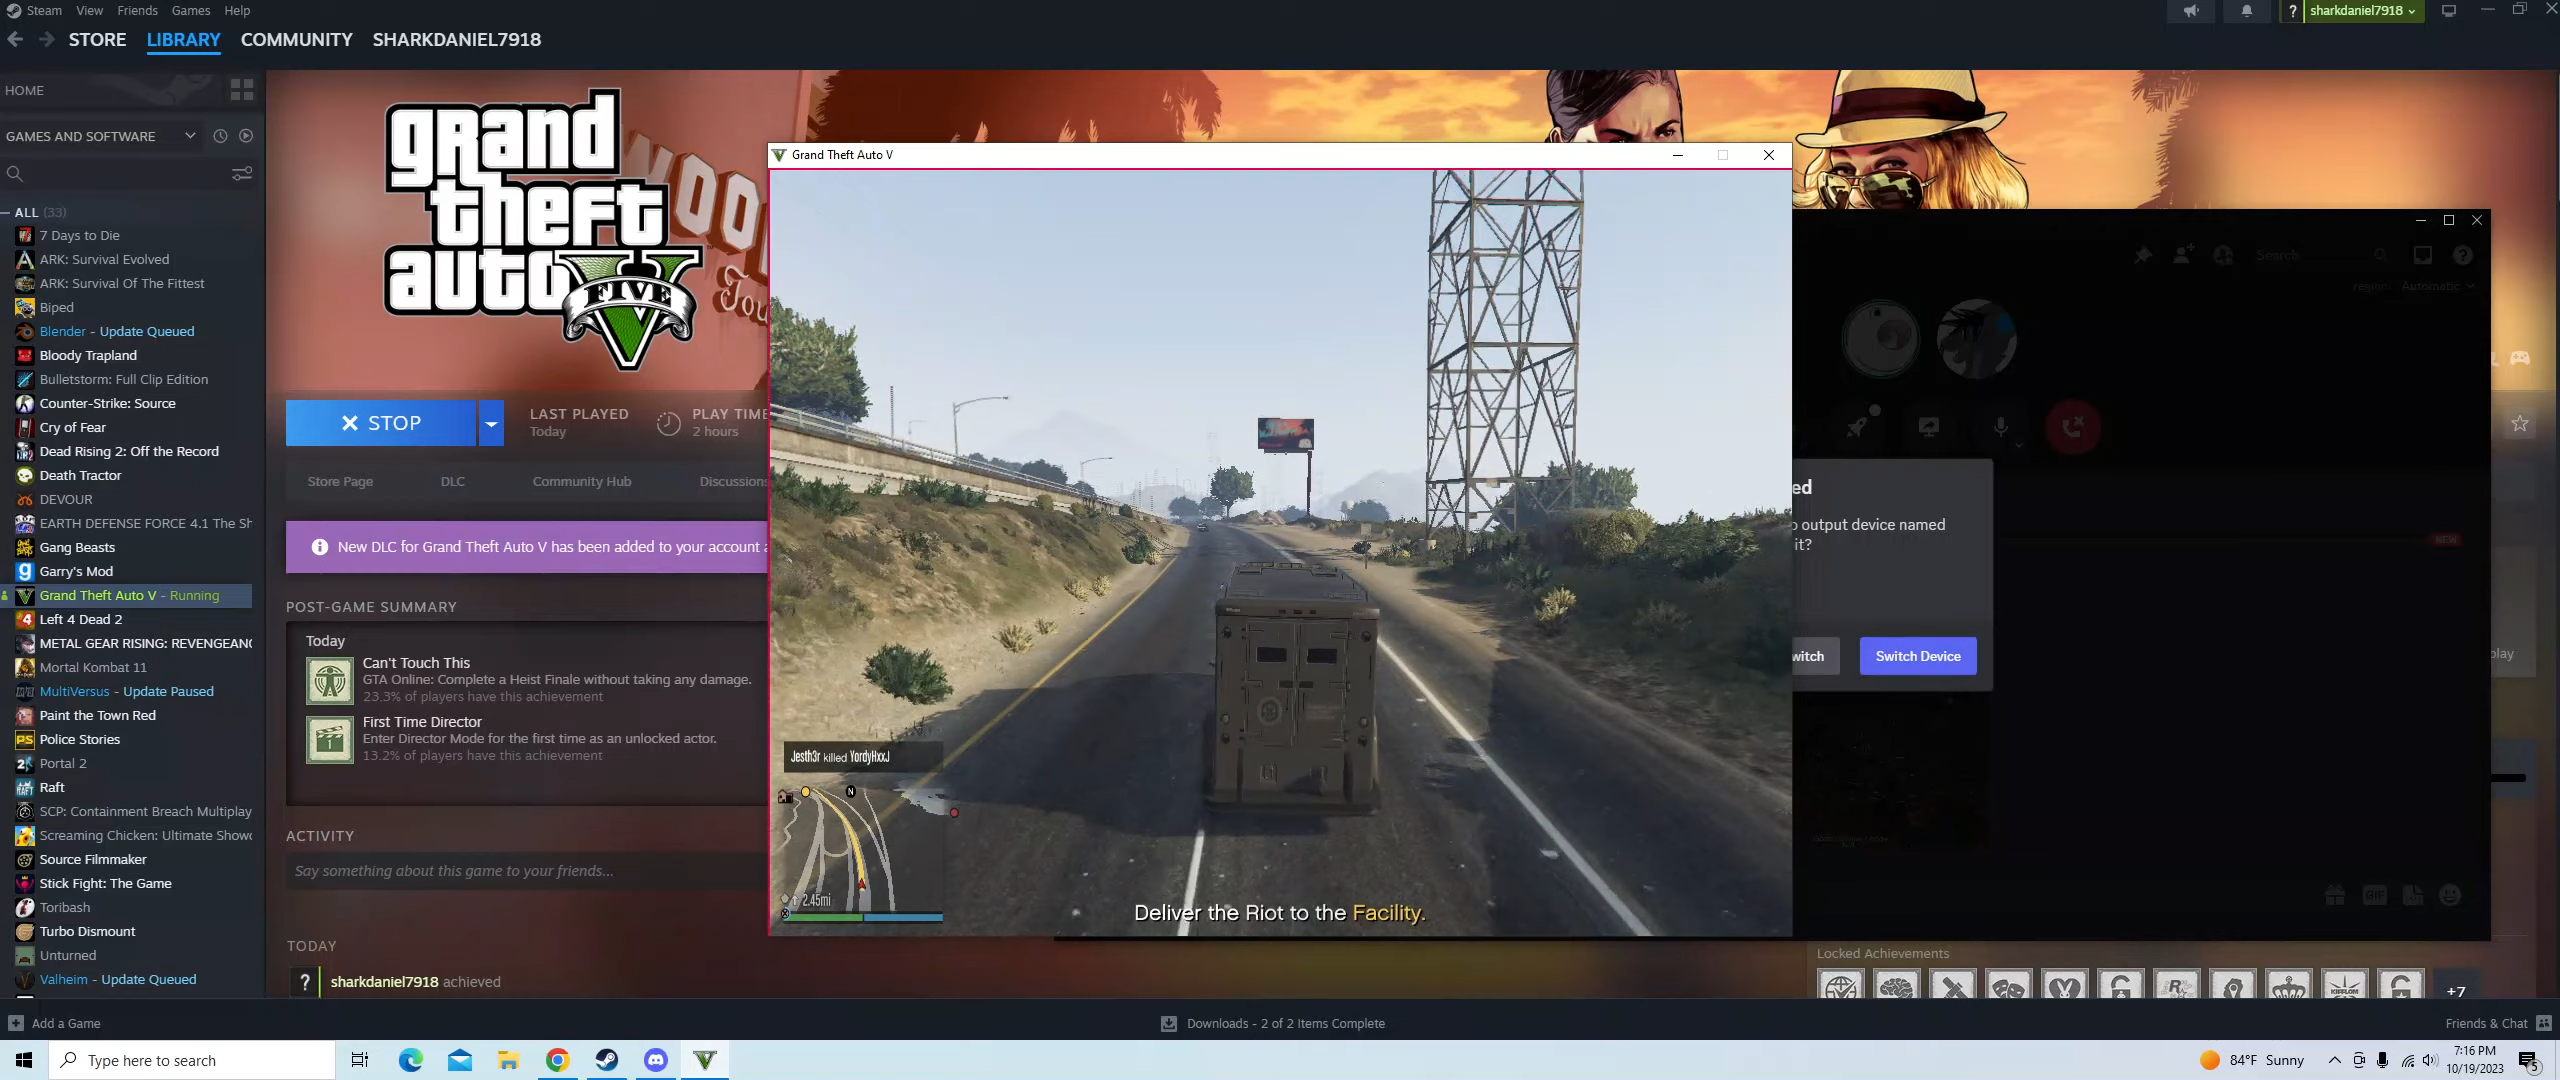 Steam View Friends Games Help
sharkdaniel7918
STORE LIBRARY COMMUNITY SHARKDANIEL7918
HOME
GAMES AND SOFTWARE
ALL (33)
7 Days to Die
ARK: Survival Evolved
ARK: Survival Of The Fittest
Biped
Blender - Update Queued
Bloody Trapland
Bulletstorm: Full Clip Edition
Counter-Strike: Source
Cry of Fear
Dead Rising 2: Off the Record
Death Tractor
DEVOUR
EARTH DEFENSE FORCE 4.1 The Sh
Gang Beasts
Garry's Mod
Grand Theft Auto V - Running
Left 4 Dead 2
METAL GEAR RISING: REVENGEANC
Mortal Kombat 11
MultiVersus - Update Paused
Paint the Town Red
Police Stories
Portal 2
Raft
SCP: Containment Breach Multiplay
Screaming Chicken: Ultimate Showd
Source Filmmaker
Stick Fight: The Game
Toribash
Turbo Dismount
Unturned
Valheim - Update Queued
grand
theft
auto
FIVE
STOP
LAST PLAYED
Today
PLAY TIME
2 hours
Store Page DLC Community Hub Discussions
New DLC for Grand Theft Auto V has been added to your account a
POST-GAME SUMMARY
Today
Can't Touch This
GTA Online: Complete a Heist Finale without taking any damage.
23.3% of players have this achievement
First Time Director
Enter Director Mode for the first time as an unlocked actor.
13.2% of players have this achievement
ACTIVITY
Say something about this game to your friends...
TODAY
sharkdaniel7918 achieved
Grand Theft Auto V
Jesth3r killed YordyHxxJ
N
2.45mi
Deliver the Riot to the Facility.
Search
region Automatic
ed
o output device named
it?
NEW
witch Switch Device
play
GIF
Locked Achievements
+7
Add a Game
Downloads - 2 of 2 Items Complete
Friends & Chat
Type here to search
84°F Sunny
7:16 PM
10/19/2023
5